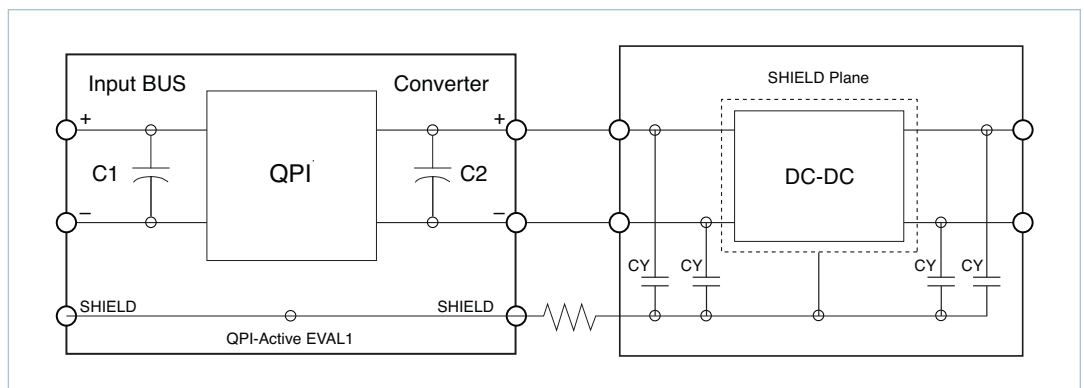 Input BUS
Converter
SHIELD Plane
+
+
C1
QPI
C2
DC-DC
–
–
CY
CY
CY
CY
SHIELD
SHIELD
QPI-Active EVAL1